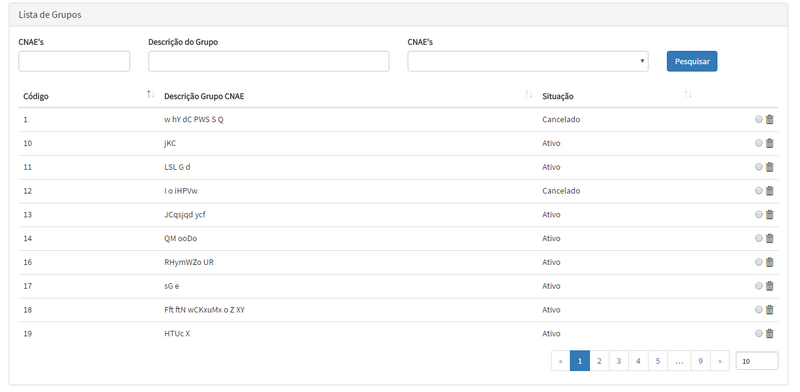 Lista de Grupos
CNAE's Descrição do Grupo CNAE's
Pesquisar
Código Descrição Grupo CNAE Situação
1 w hY dC PWS S Q Cancelado
10 jKC Ativo
11 LSL G d Ativo
12 I o iHPVw Cancelado
13 JCqsjqd ycf Ativo
14 QM ooDo Ativo
16 RHymWZo UR Ativo
17 sG e Ativo
18 Fft ftN wCKxuMx o Z XY Ativo
19 HTUc X Ativo
« 1 2 3 4 5 ... 9 » 10